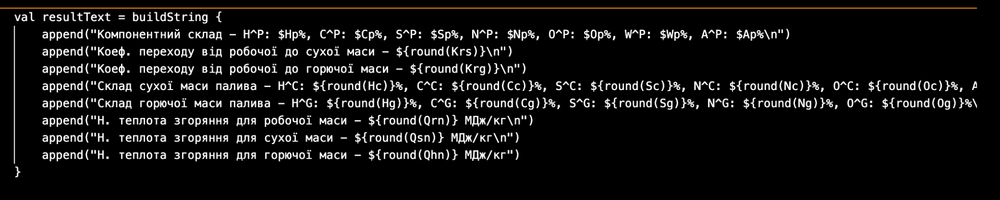 val resultText = buildString {
append("Компонентний склад – H^P: $Hp%, C^P: $Cp%, S^P: $Sp%, N^P: $Np%, O^P: $Op%, W^P: $Wp%, A^P: $Ap%\n")
append("Коеф. переходу від робочої до сухої маси – ${round(Krs)}\n")
append("Коеф. переходу від робочої до горючої маси – ${round(Krg)}\n")
append("Склад сухої маси палива – H^C: ${round(Hc)}%, C^C: ${round(Cc)}%, S^C: ${round(Sc)}%, N^C: ${round(Nc)}%, O^C: ${round(Oc)}%, A
append("Склад горючої маси палива – H^G: ${round(Hg)}%, C^G: ${round(Cg)}%, S^G: ${round(Sg)}%, N^G: ${round(Ng)}%, O^G: ${round(Og)}%\
append("Н. теплота згоряння для робочої маси – ${round(Qrn)} МДж/кг\n")
append("Н. теплота згоряння для сухої маси – ${round(Qsn)} МДж/кг\n")
append("Н. теплота згоряння для горючої маси – ${round(Qhn)} МДж/кг")
}